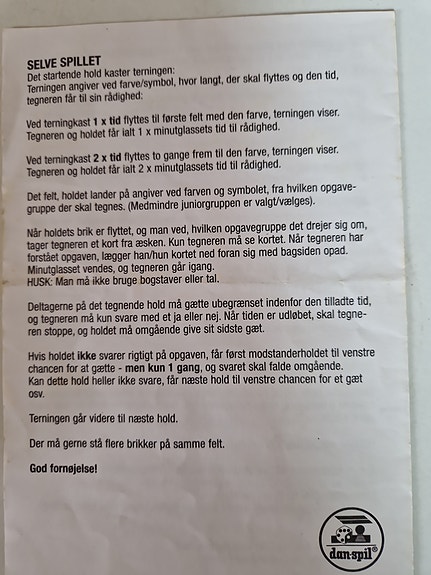 SELVE SPILLET
Det startende hold kaster terningen:
Terningen angiver ved farve/symbol, hvor langt, der skal flyttes og den tid,
tegneren får til sin rådighed:
Ved terningkast 1 x tid flyttes til første felt med den farve, terningen viser.
Tegneren og holdet får ialt 1 x minutglassets tid til rådighed.
Ved terningkast 2 x tid flyttes to gange frem til den farve, terningen viser.
Tegneren og holdet får ialt 2 x minutglassets tid til rådighed.
Det felt, holdet lander på angiver ved farven og symbolet, fra hvilken opgave-
gruppe der skal tegnes. (Medmindre juniorgruppen er valgt/vælges).
Når holdets brik er flyttet, og man ved, hvilken opgavegruppe det drejer sig om,
tager tegneren et kort fra æsken. Kun tegneren må se kortet. Når tegneren har
forstået opgaven, lægger han/hun kortet ned foran sig med bagsiden opad.
Minutglasset vendes, og tegneren går igang.
HUSK: Man må ikke bruge bogstaver eller tal.
Deltagerne på det tegnende hold må gætte ubegrænset indenfor den tilladte tid,
og tegneren må kun svare med et ja eller nej. Når tiden er udløbet, skal tegne-
ren stoppe, og holdet må omgående give sit sidste gæt.
Hvis holdet ikke svarer rigtigt på opgaven, får først modstanderholdet til venstre
chancen for at gætte - men kun 1 gang, og svaret skal falde omgående.
Kan dette hold heller ikke svare, får næste hold til venstre chancen for et gæt
osv.
Terningen går videre til næste hold.
Der må gerne stå flere brikker på samme felt.
God fornøjelse!
dan-spil®